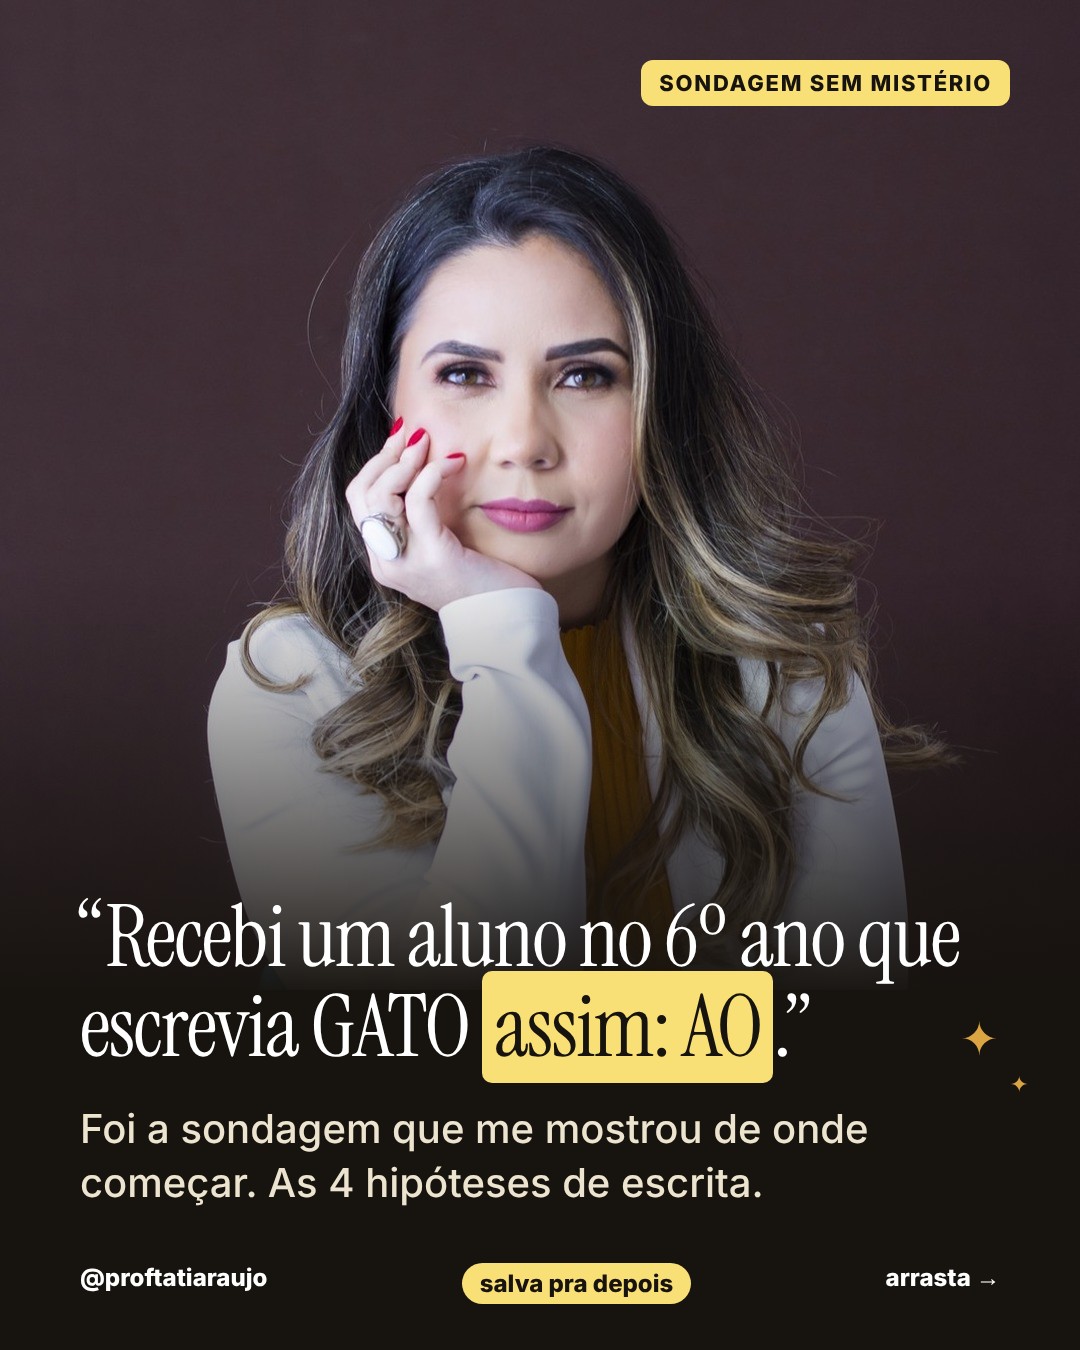 SONDAGEM SEM MISTÉRIO
“Recebi um aluno no 6º ano que
escrevia GATO assim: AO.”
Foi a sondagem que me mostrou de onde
começar. As 4 hipóteses de escrita.
@proftatiaraujo
salva pra depois
arrasta →